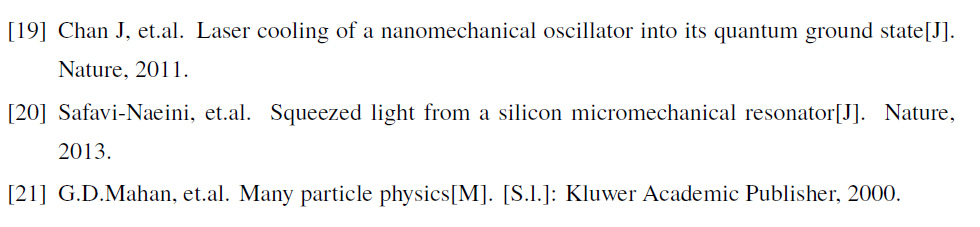 [19] Chan J, et.al. Laser cooling of a nanomechanical oscillator into its quantum ground state[J].
Nature, 2011.
[20] Safavi-Naeini, et.al. Squeezed light from a silicon micromechanical resonator[J]. Nature,
2013.
[21] G.D.Mahan, et.al. Many particle physics[M]. [S.l.]: Kluwer Academic Publisher, 2000.